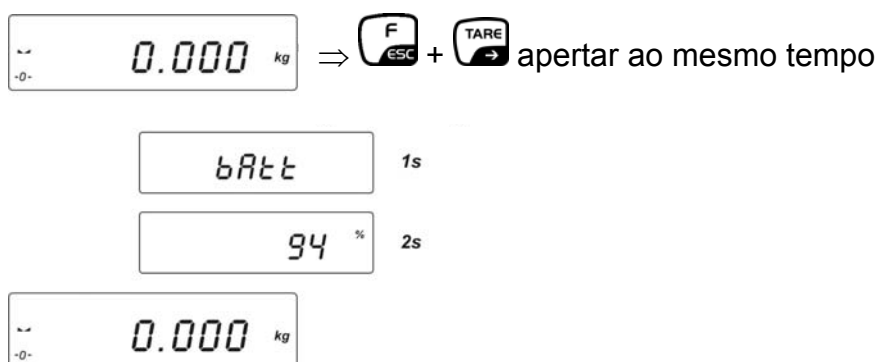 0.000 kg ⇒ F ESC + TARE → apertar ao mesmo tempo
-0-
bAtt 1s
94 % 2s
0.000 kg
-0-